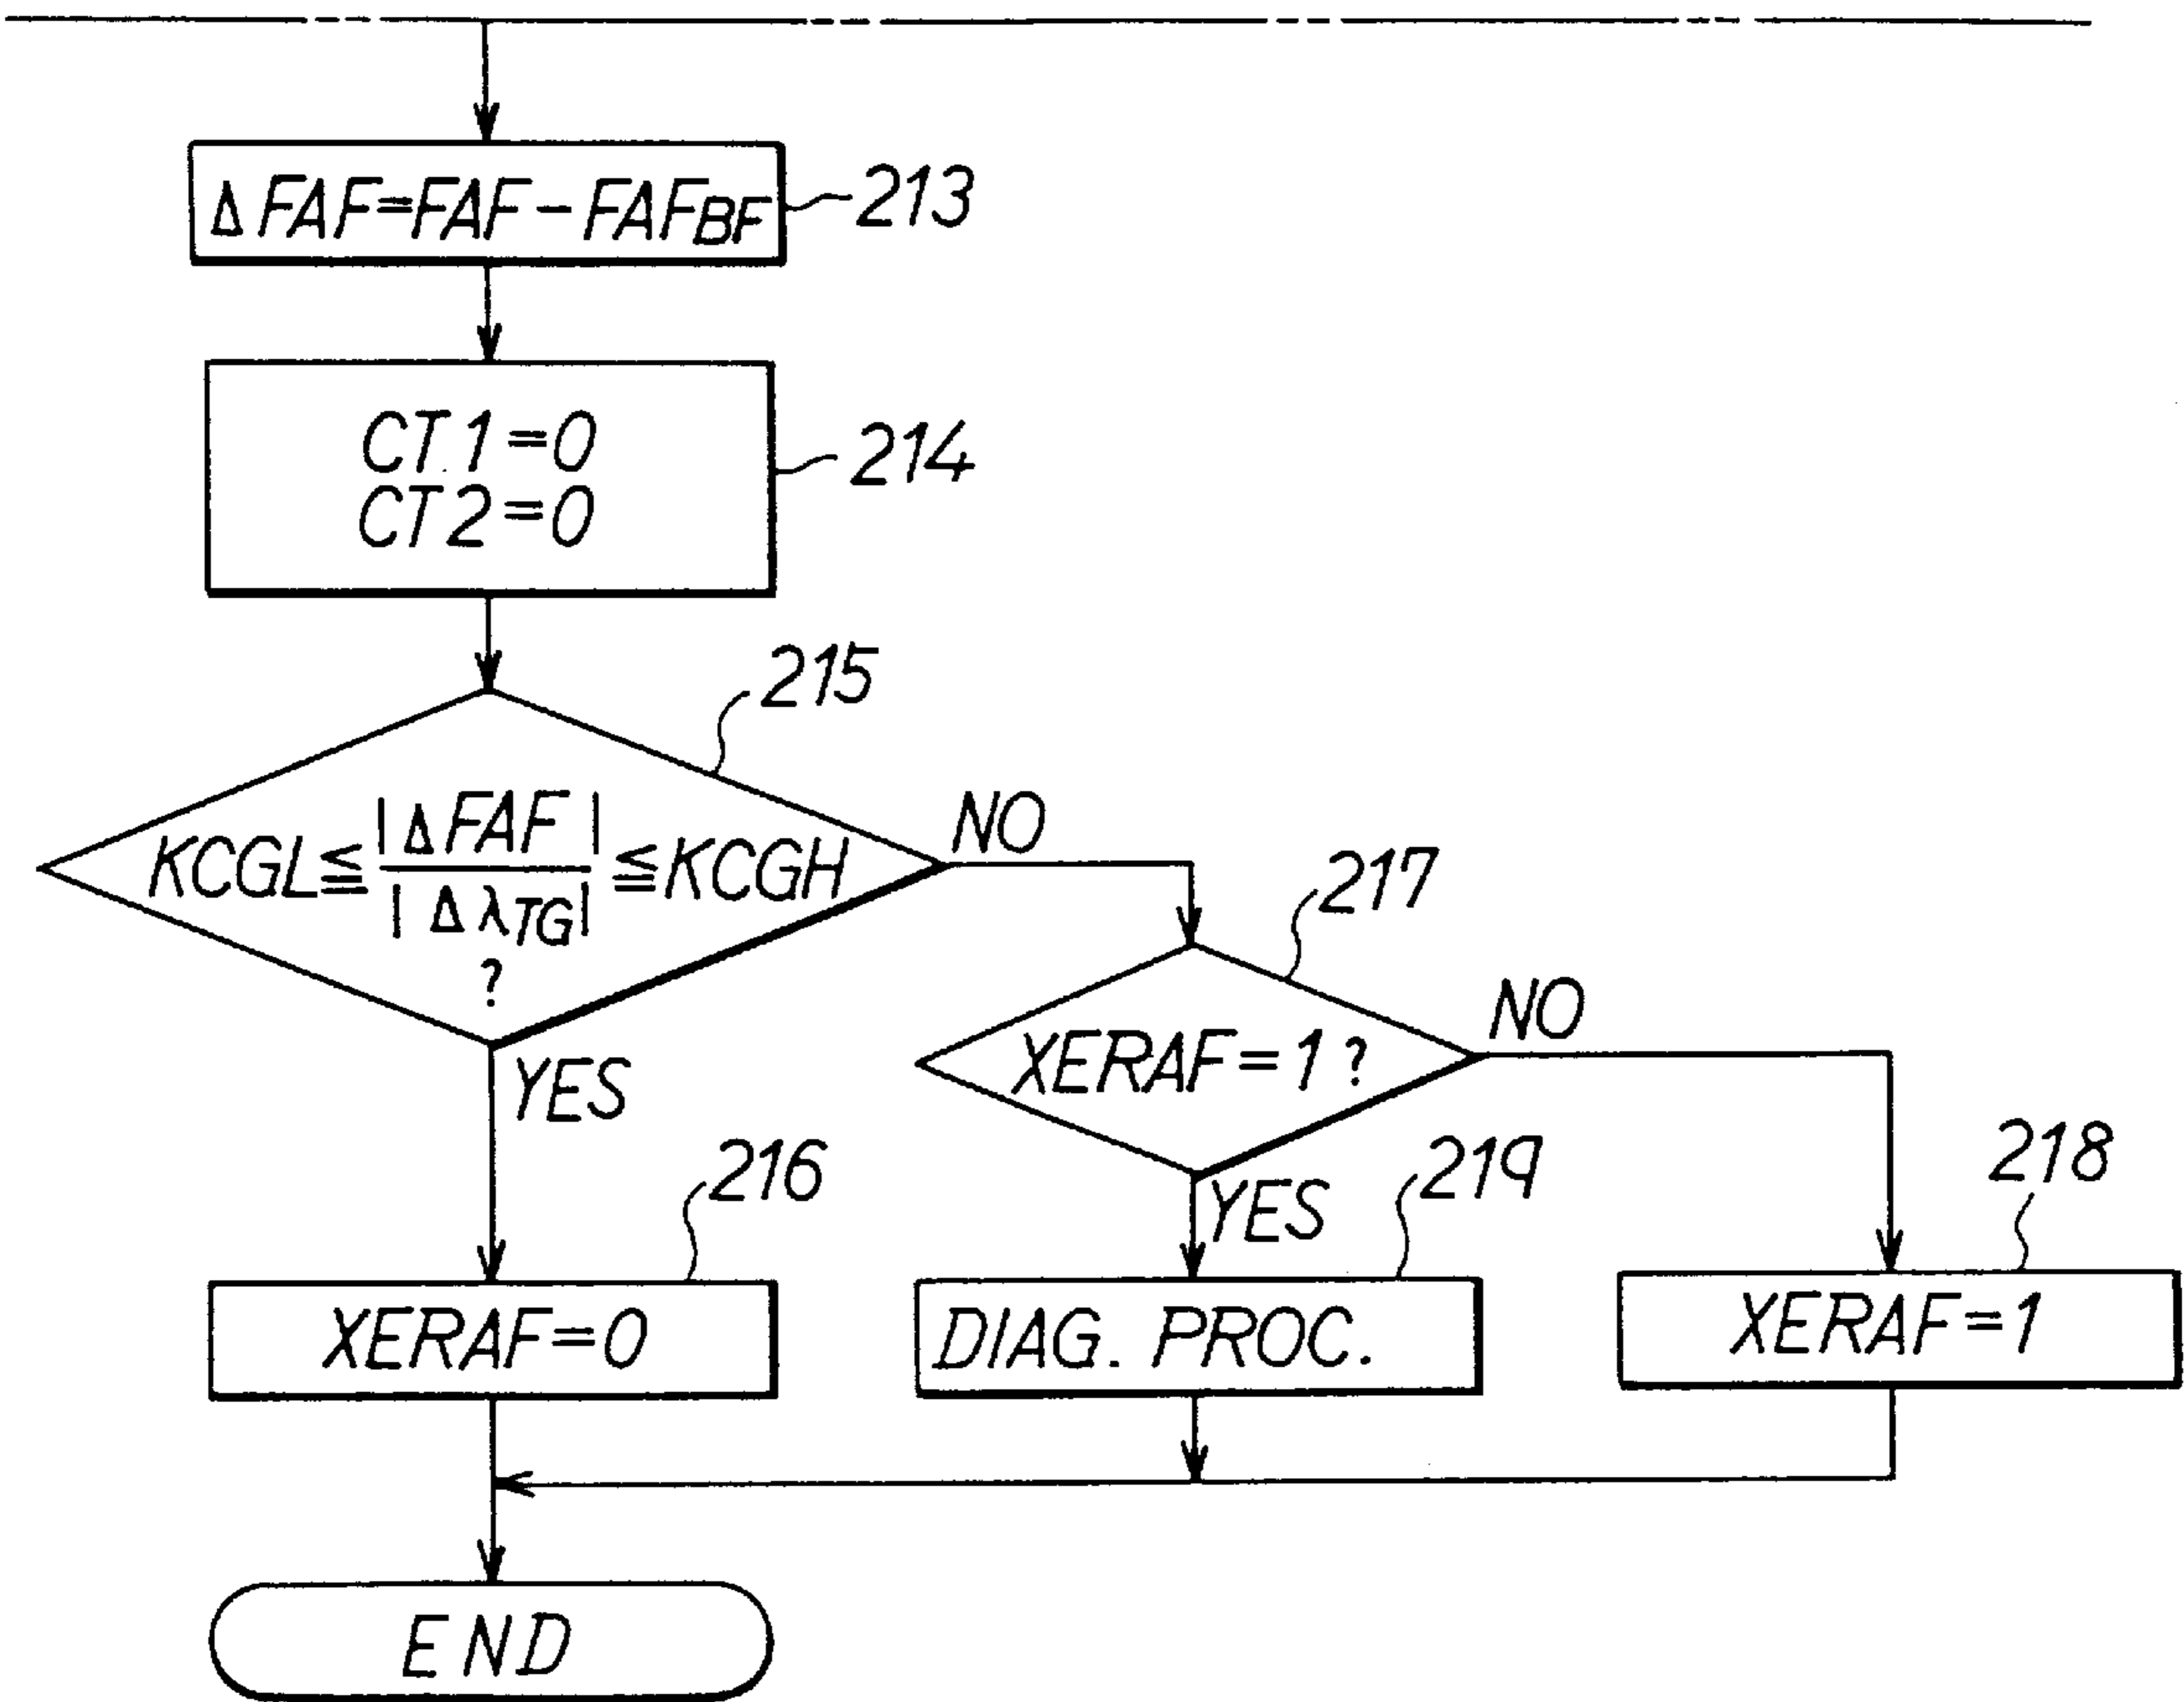 ΔFAF=FAF-FAFBF
213
CT1=0
CT2=0
214
215
KCGL≦|ΔFAF|/|ΔλTG|≦KCGH
?
NO
YES
217
XERAF=1?
NO
YES
216
XERAF=0
219
DIAG. PROC.
218
XERAF=1
END